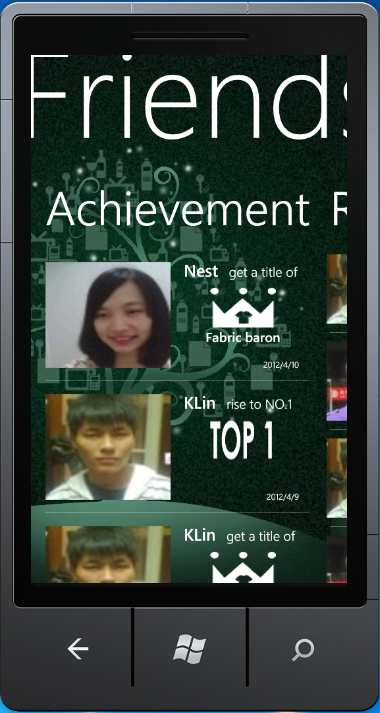 Friends
Achievement R
Nest get a title of
Fabric baron
2012/4/10
KLin rise to NO.1
TOP 1
2012/4/9
KLin get a title of